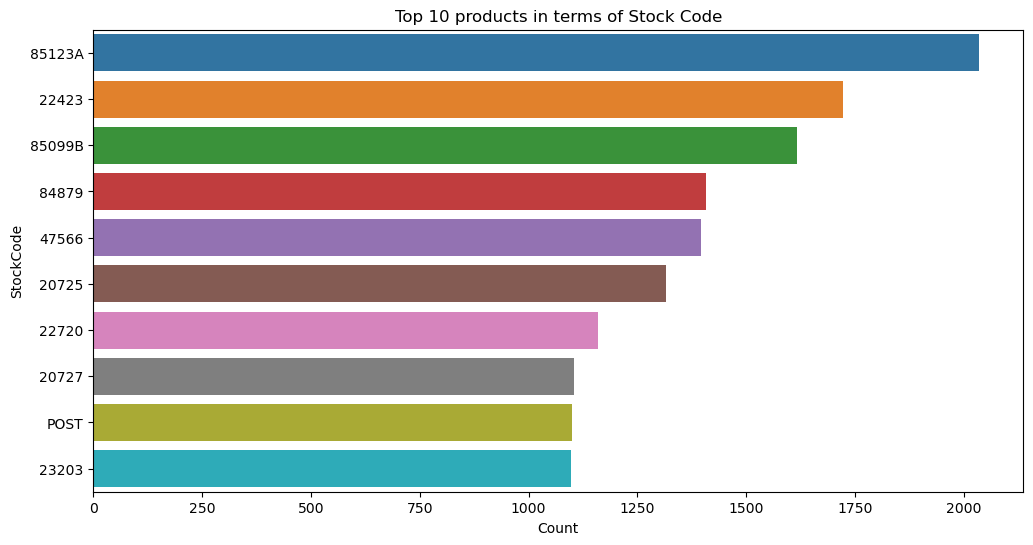 Top 10 products in terms of Stock Code
StockCode
85123A
22423
85099B
84879
47566
20725
22720
20727
POST
23203
0 250 500 750 1000 1250 1500 1750 2000
Count